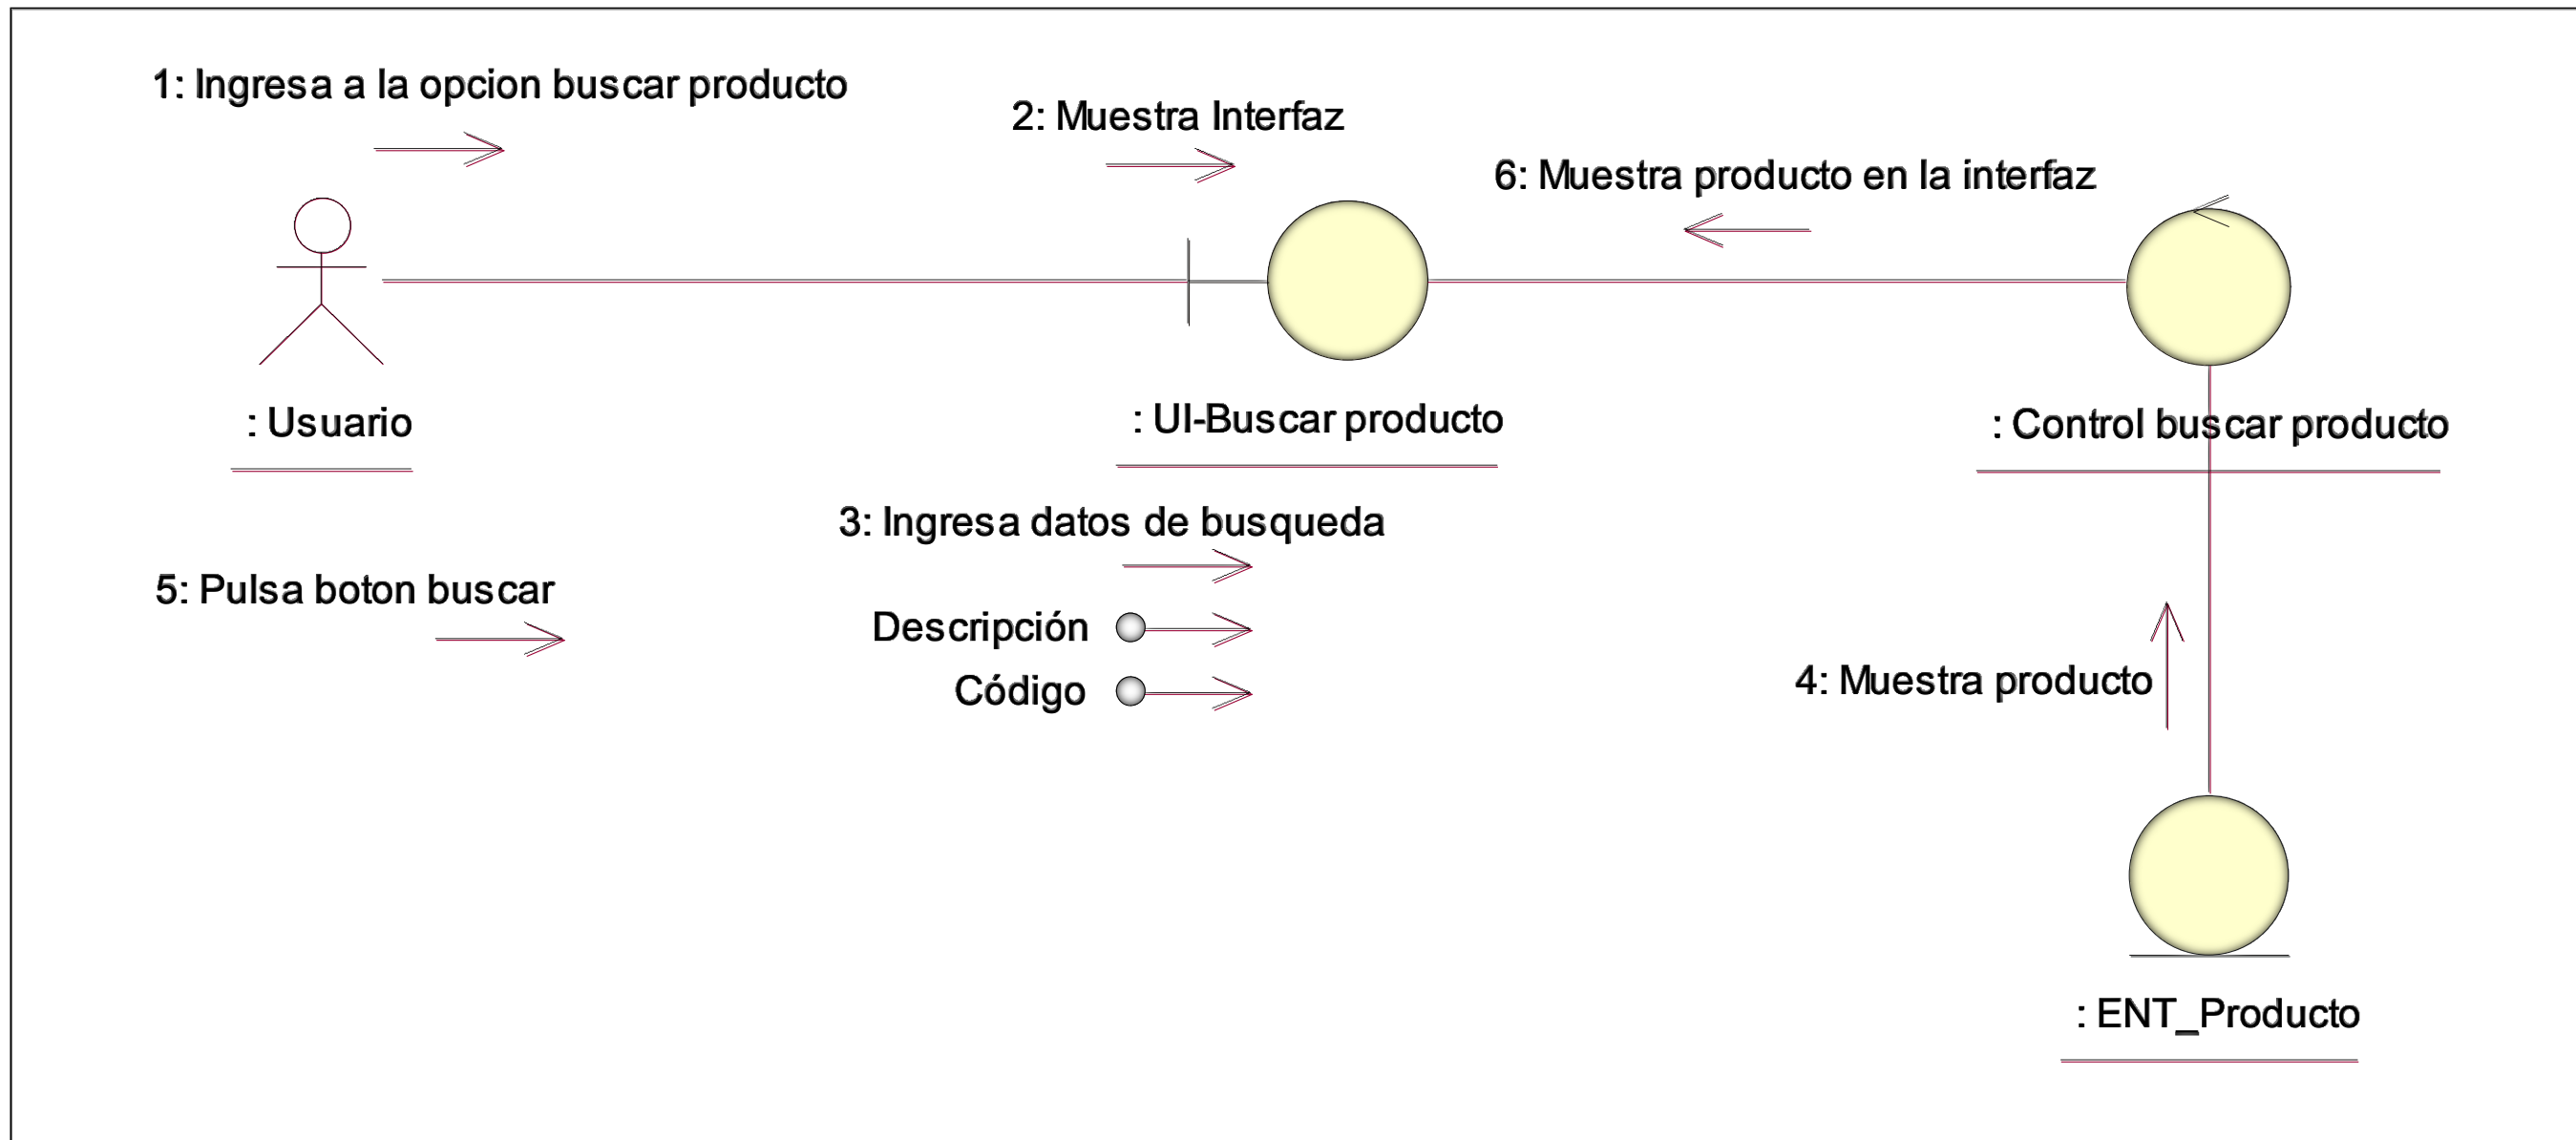 1: Ingresa a la opcion buscar producto
2: Muestra Interfaz
6: Muestra producto en la interfaz
: Usuario
: UI-Buscar producto
: Control buscar producto
3: Ingresa datos de busqueda
5: Pulsa boton buscar
Descripción
Código
4: Muestra producto
: ENT_Producto